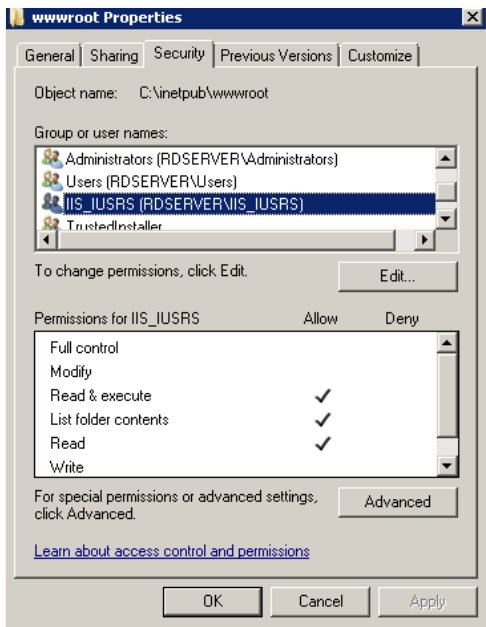 wwwroot Properties
General Sharing Security Previous Versions Customize
Object name: C:\inetpub\wwwroot
Group or user names:
Administrators (RDSERVER\Administrators)
Users (RDSERVER\Users)
IIS_IUSRS (RDSERVER\IIS_IUSRS)
TrustedInstaller
To change permissions, click Edit.
Edit...
Permissions for IIS_IUSRS Allow Deny
Full control
Modify
Read & execute
List folder contents
Read
Write
For special permissions or advanced settings,
click Advanced.
Advanced
Learn about access control and permissions
OK Cancel Apply